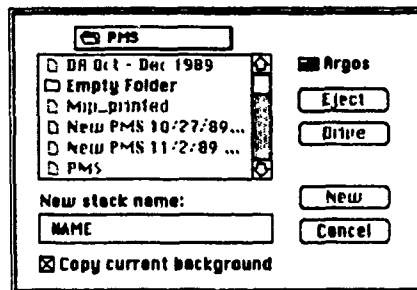 PMS
DA Oct - Dec 1989
Empty Folder
Mip_printed
New PMS 10/27/89...
New PMS 11/2/89 ...
PMS
Argos
Eject
Drive
New stack name:
NAME
New
Cancel
Copy current background